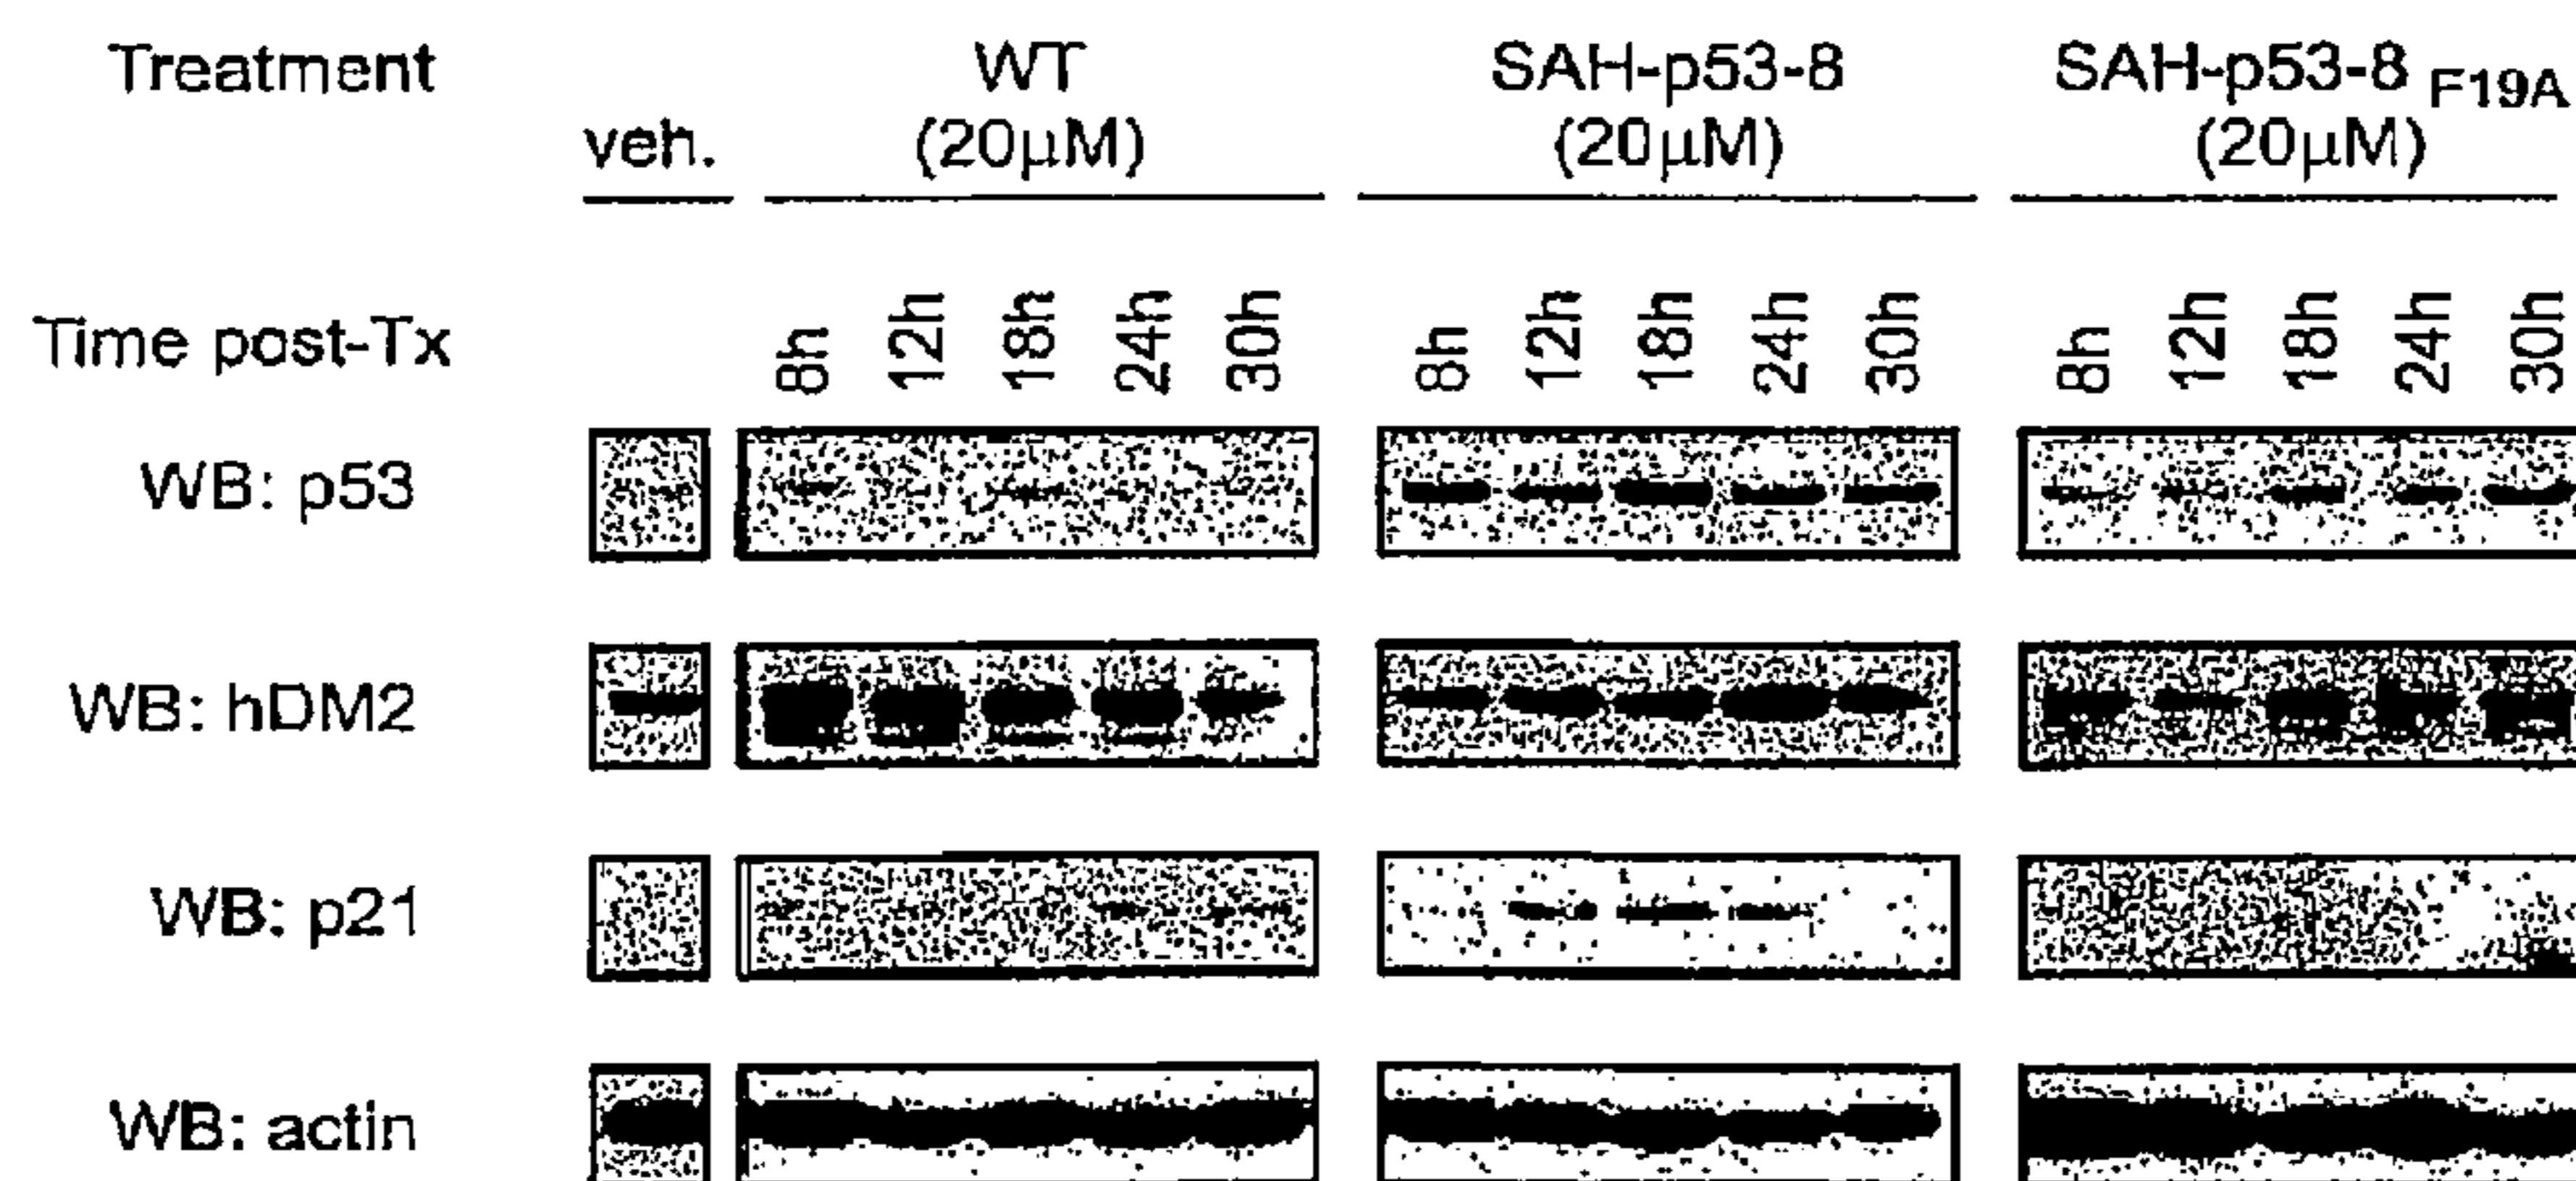 Treatment WT SAH-p53-8 SAH-p53-8 F19A
veh. (20µM) (20µM) (20µM)
Time post-Tx 8h 12h 18h 24h 30h 8h 12h 18h 24h 30h 8h 12h 18h 24h 30h
WB: p53
WB: hDM2
WB: p21
WB: actin